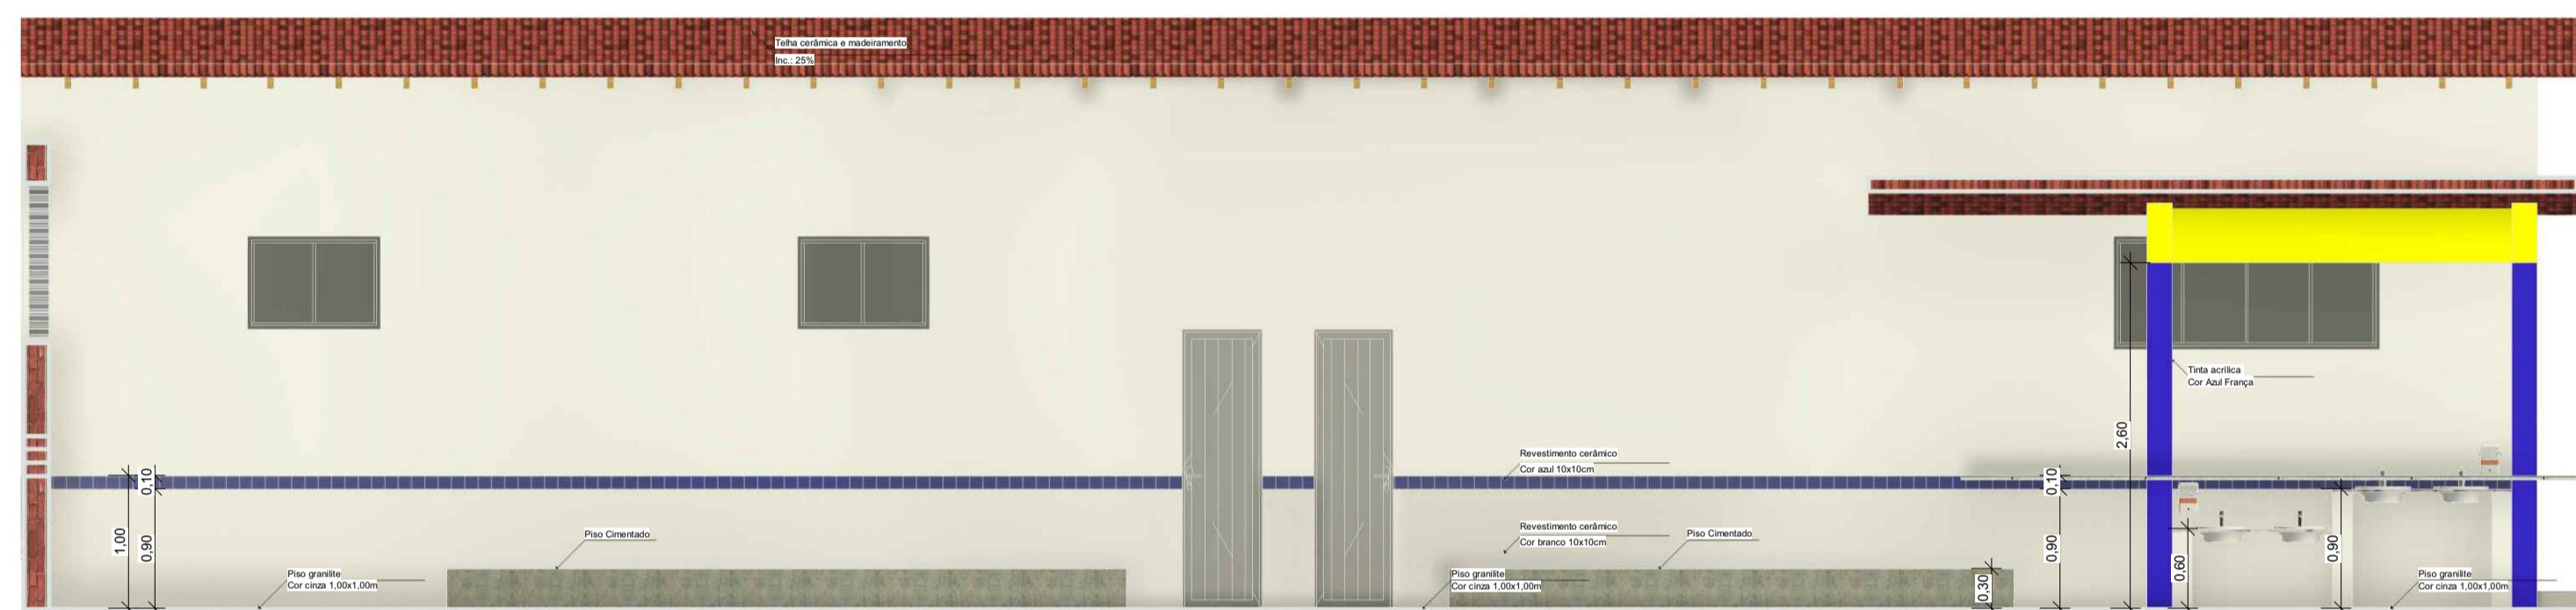 Telha cerâmica e madeiramento
Inc.: 25%
Tinta acrílica
Cor Azul França
2,60
Revestimento cerâmico
Cor azul 10x10cm
0,10
0,10
1,00
0,90
Piso Cimentado
Revestimento cerâmico
Cor branco 10x10cm
Piso Cimentado
0,90
0,60
0,90
Piso granilite
Cor cinza 1,00x1,00m
Piso granilite
Cor cinza 1,00x1,00m
0,30
Piso granilite
Cor cinza 1,00x1,00m